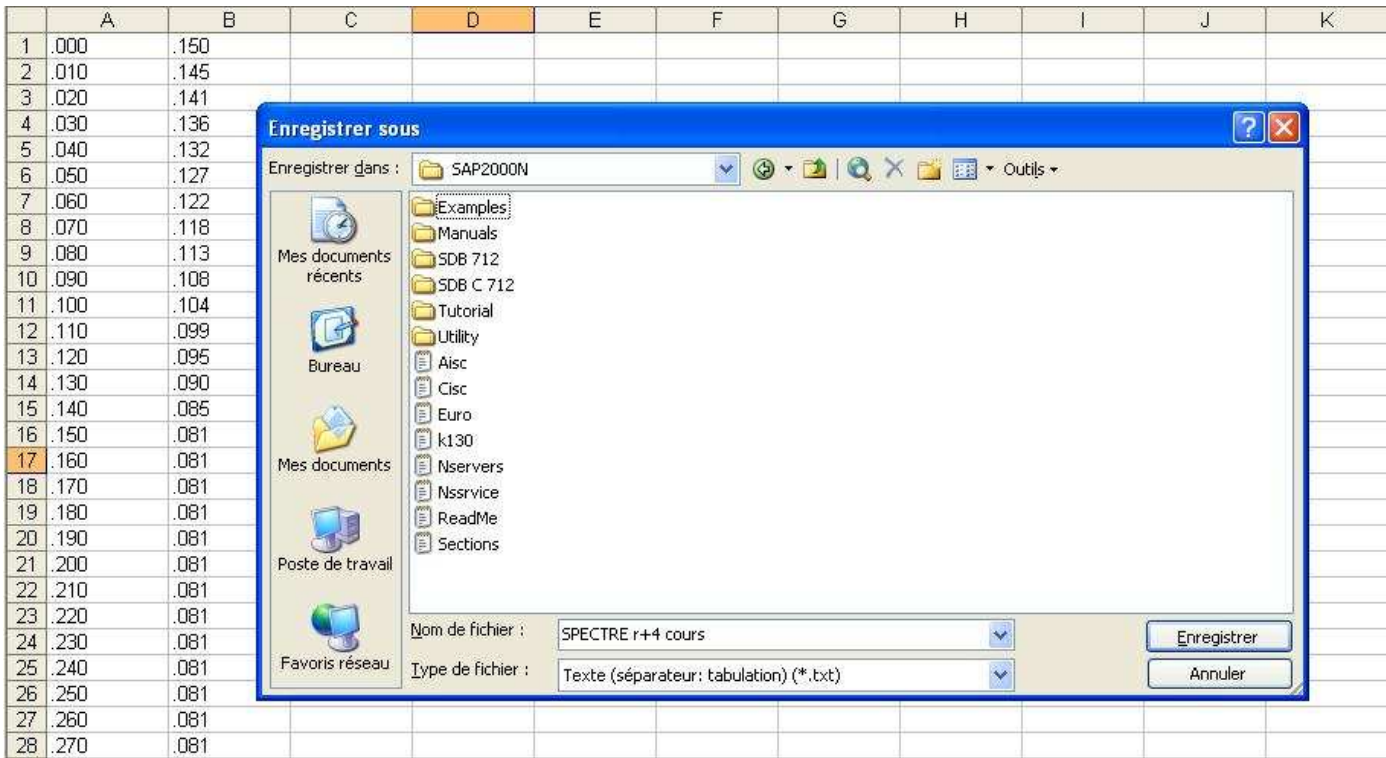 A B C D E F G H I J K
1 .000 .150
2 .010 .145
3 .020 .141
4 .030 .136
5 .040 .132
6 .050 .127
7 .060 .122
8 .070 .118
9 .080 .113
10 .090 .108
11 .100 .104
12 .110 .099
13 .120 .095
14 .130 .090
15 .140 .085
16 .150 .081
17 .160 .081
18 .170 .081
19 .180 .081
20 .190 .081
21 .200 .081
22 .210 .081
23 .220 .081
24 .230 .081
25 .240 .081
26 .250 .081
27 .260 .081
28 .270 .081
Enregistrer sous
Enregistrer dans : SAP2000N Outils
Mes documents récents
Bureau
Mes documents
Poste de travail
Favoris réseau
Examples
Manuals
SDB 712
SDB C 712
Tutorial
Utility
Aisc
Cisc
Euro
k130
Nservers
Nssrvice
ReadMe
Sections
Nom de fichier : SPECTRE r+4 cours Enregistrer
Type de fichier : Texte (séparateur: tabulation) (*.txt) Annuler